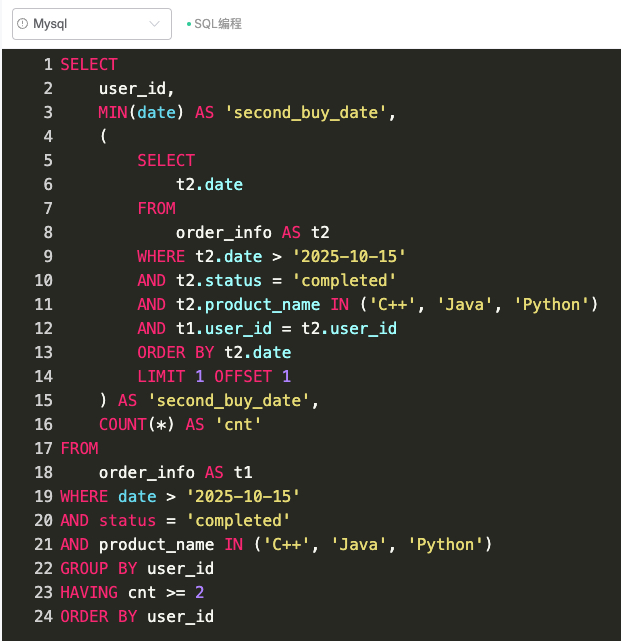 Mysql
SQL编程
1 SELECT
2     user_id,
3     MIN(date) AS 'second_buy_date',
4     (
5         SELECT
6             t2.date
7         FROM
8             order_info AS t2
9         WHERE t2.date > '2025-10-15'
10         AND t2.status = 'completed'
11         AND t2.product_name IN ('C++', 'Java', 'Python')
12         AND t1.user_id = t2.user_id
13         ORDER BY t2.date
14         LIMIT 1 OFFSET 1
15     ) AS 'second_buy_date',
16     COUNT(*) AS 'cnt'
17 FROM
18     order_info AS t1
19 WHERE date > '2025-10-15'
20 AND status = 'completed'
21 AND product_name IN ('C++', 'Java', 'Python')
22 GROUP BY user_id
23 HAVING cnt >= 2
24 ORDER BY user_id